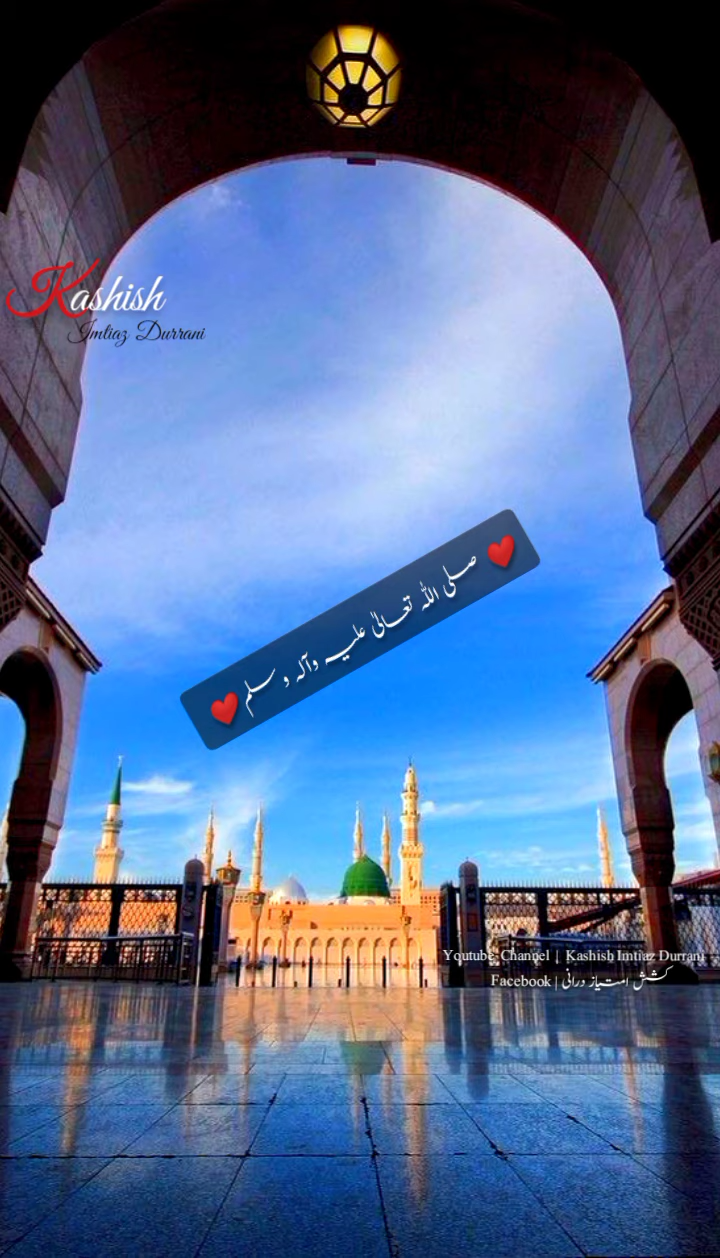 Kashish
Imtiaz Durrani
❤️ صلی اللہ تعالیٰ علیہ وآلہ وسلم ❤️
Youtube Channel | Kashish Imtiaz Durrani
Facebook | کشش امتیاز درانی